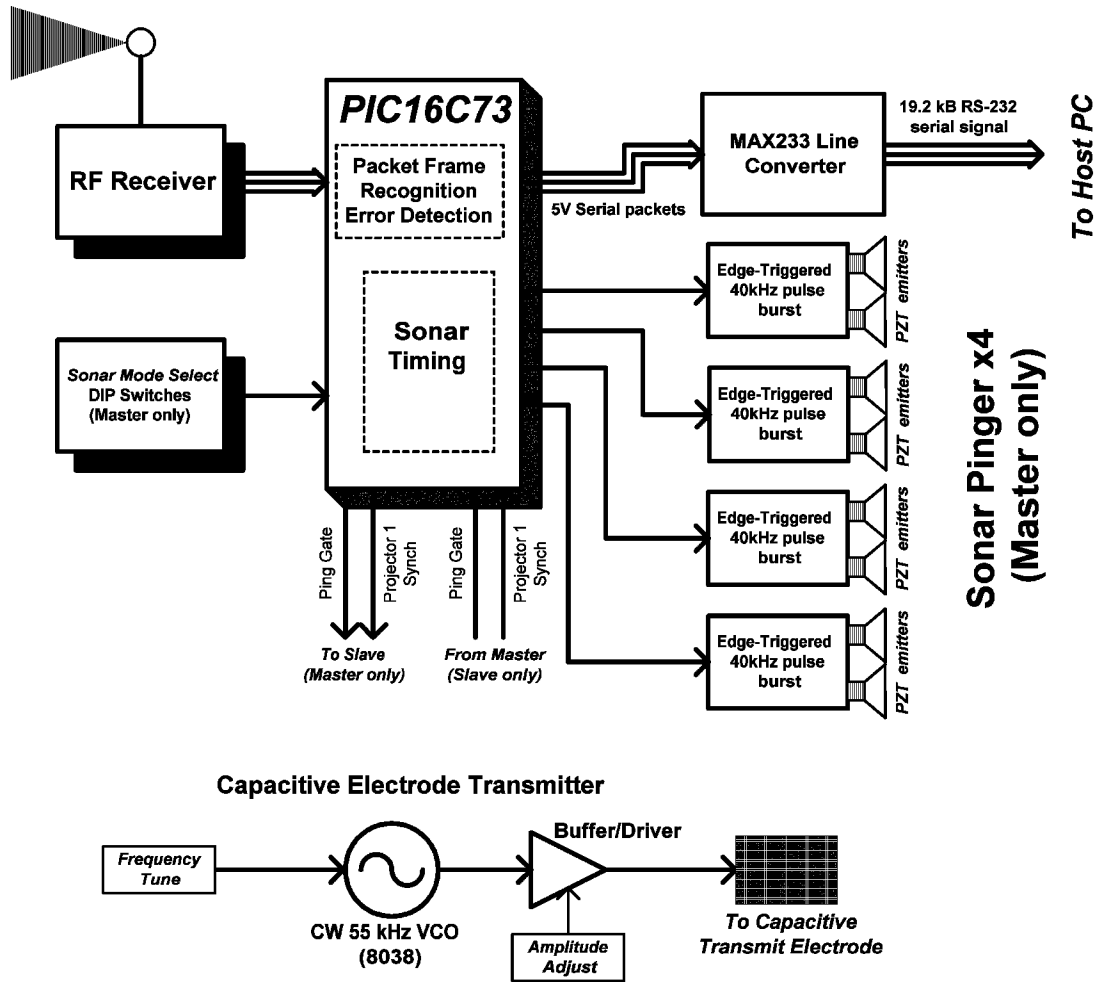 PIC16C73
Packet Frame
Recognition
Error Detection
Sonar
Timing
RF Receiver
Sonar Mode Select
DIP Switches
(Master only)
5V Serial packets
MAX233 Line
Converter
19.2 kB RS-232
serial signal
To Host PC
Edge-Triggered
40kHz pulse
burst
PZT emitters
Edge-Triggered
40kHz pulse
burst
PZT emitters
Edge-Triggered
40kHz pulse
burst
PZT emitters
Edge-Triggered
40kHz pulse
burst
PZT emitters
Sonar Pinger x4
(Master only)
Ping Gate
Projector 1
Synch
Ping Gate
Projector 1
Synch
To Slave
(Master only)
From Master
(Slave only)
Capacitive Electrode Transmitter
Frequency
Tune
CW 55 kHz VCO
(8038)
Buffer/Driver
Amplitude
Adjust
To Capacitive
Transmit Electrode